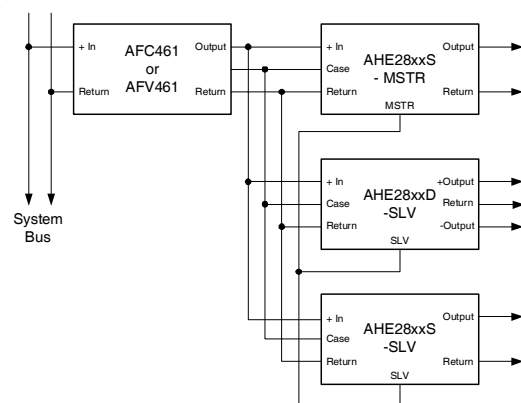 + In
Return
AFC461
or
AFV461
Output
Return
System
Bus
+ In
Case
Return
AHE28xxS
- MSTR
Output
Return
MSTR
+ In
Case
Return
AHE28xxD
-SLV
+Output
Return
-Output
SLV
+ In
Case
Return
AHE28xxS
-SLV
Output
Return
SLV